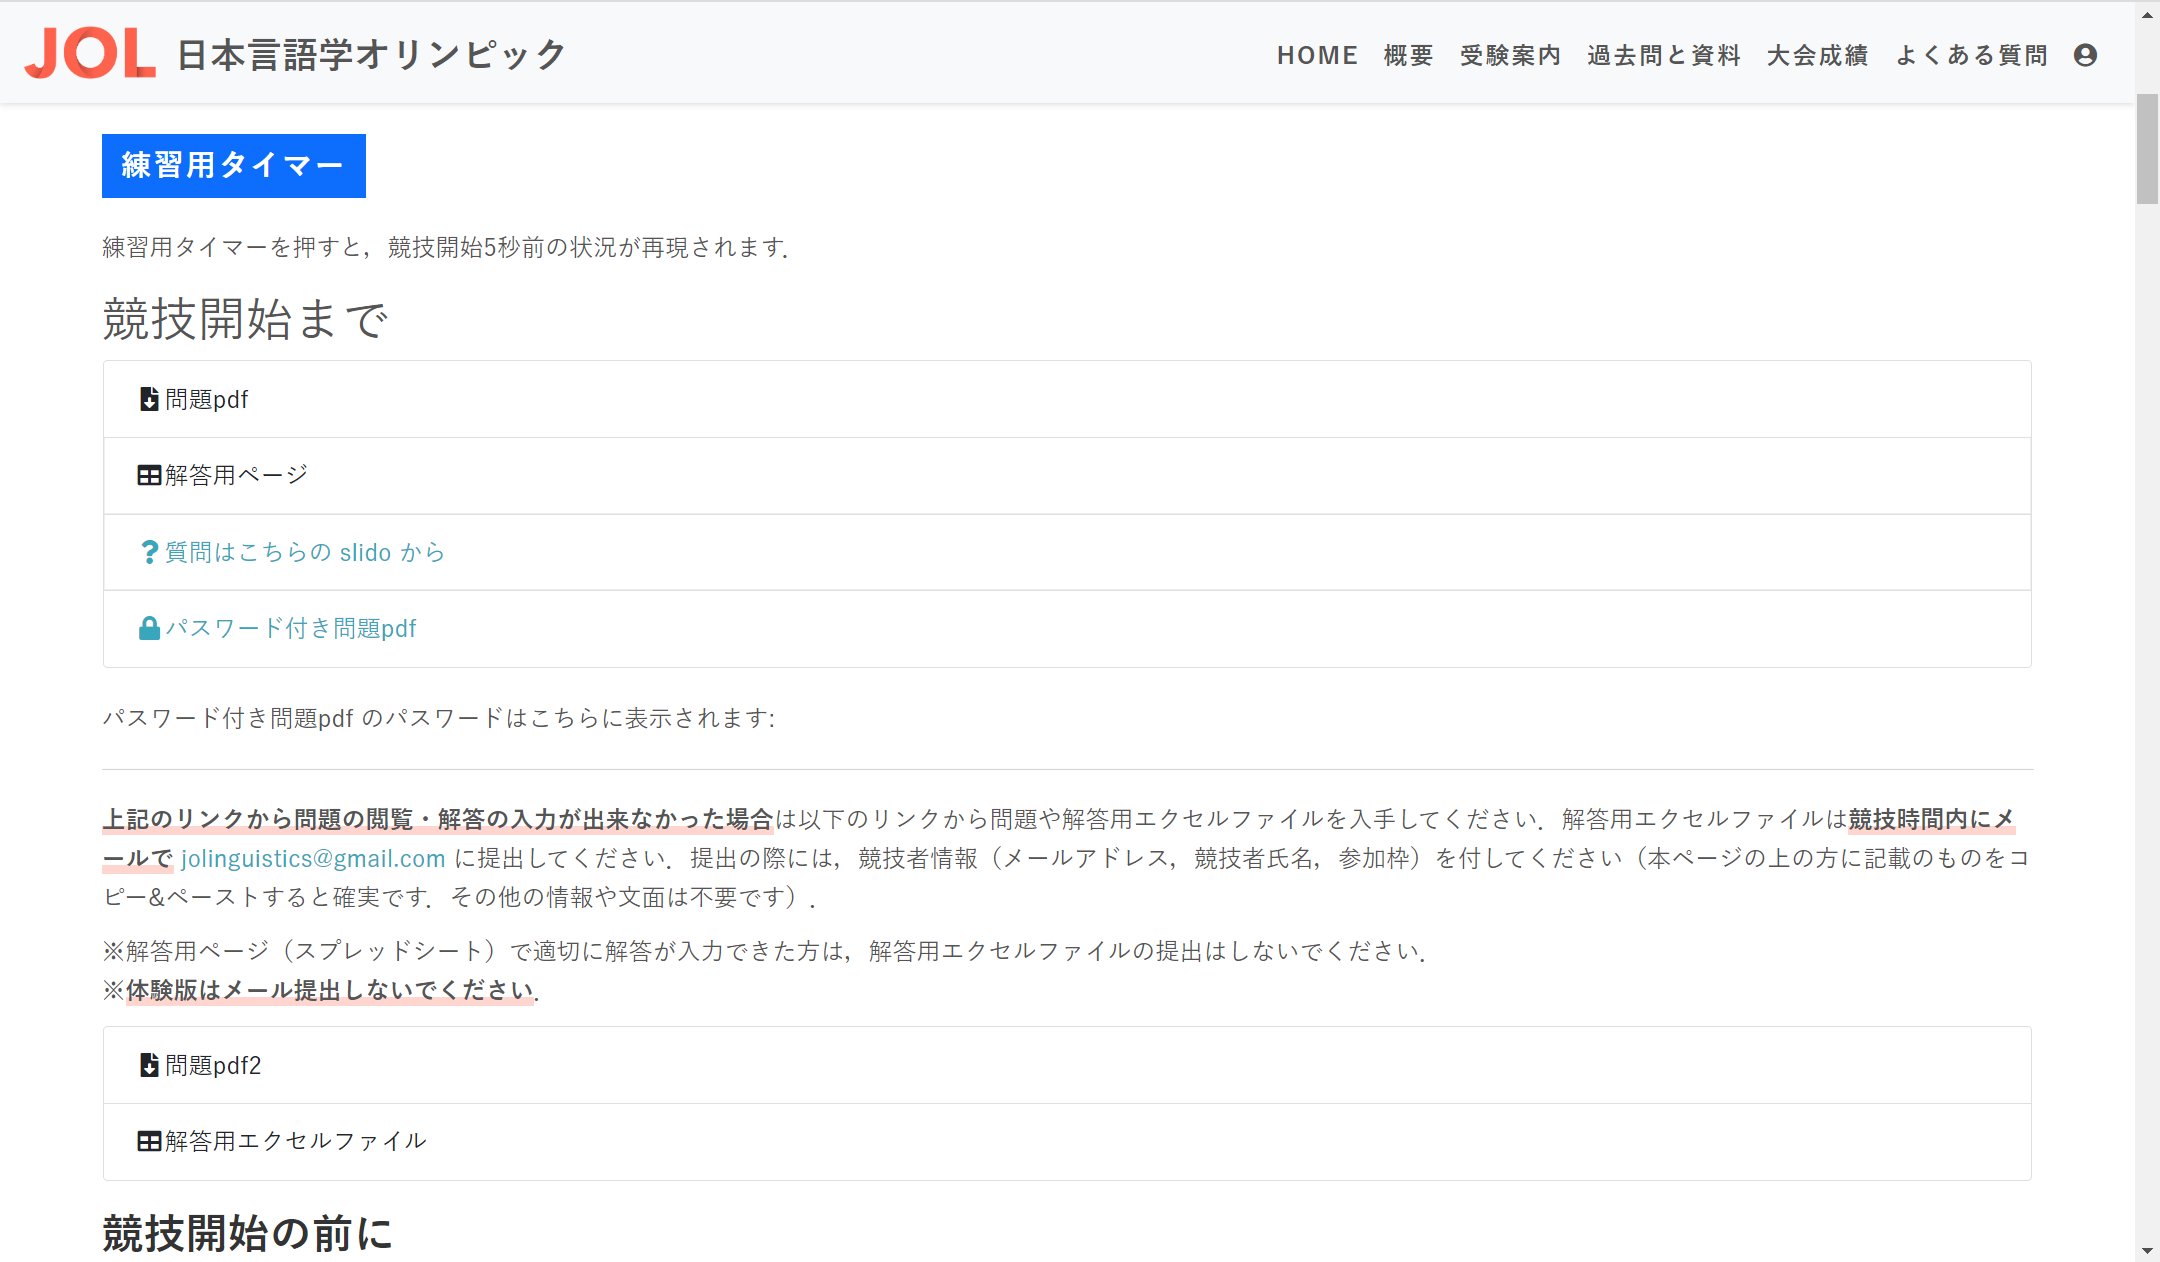 JOL 日本言語学オリンピック
HOME 概要 受験案内 過去問と資料 大会成績 よくある質問
練習用タイマー
練習用タイマーを押すと，競技開始5秒前の状況が再現されます．
競技開始まで
問題pdf
解答用ページ
質問はこちらの slido から
パスワード付き問題pdf
パスワード付き問題pdf のパスワードはこちらに表示されます:
上記のリンクから問題の閲覧・解答の入力が出来なかった場合は以下のリンクから問題や解答用エクセルファイルを入手してください．解答用エクセルファイルは競技時間内にメ
ールで jolinguistics@gmail.com に提出してください．提出の際には，競技者情報（メールアドレス，競技者氏名，参加枠）を付してください（本ページの上の方に記載のものをコ
ピー&ペーストすると確実です．その他の情報や文面は不要です）．
※解答用ページ（スプレッドシート）で適切に解答が入力できた方は，解答用エクセルファイルの提出はしないでください．
※体験版はメール提出しないでください．
問題pdf2
解答用エクセルファイル
競技開始の前に